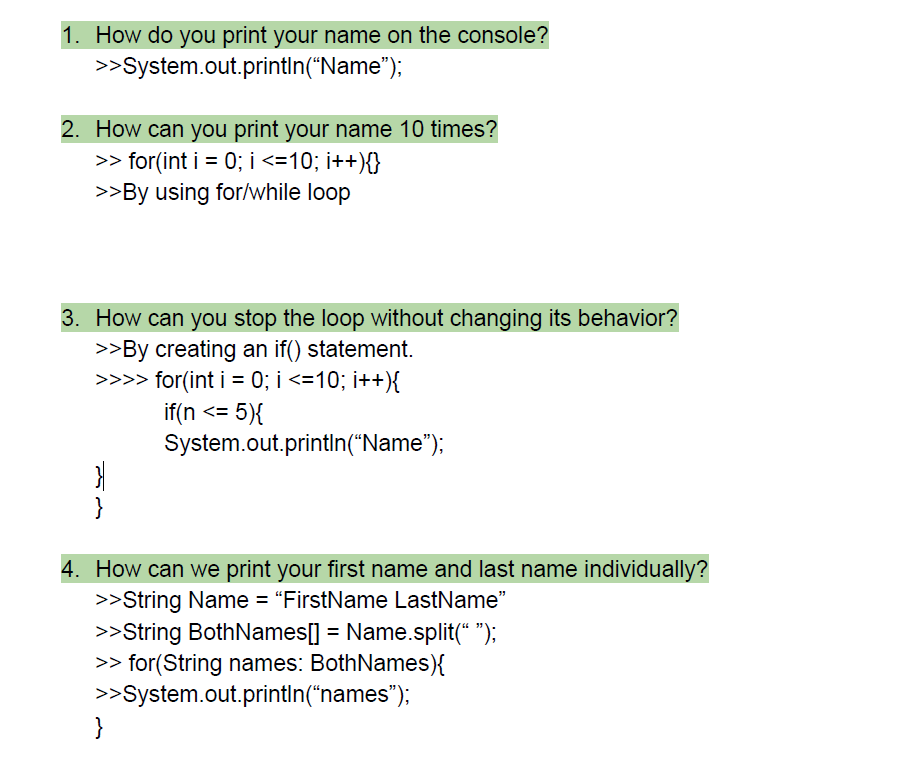 1. How do you print your name on the console?
>>System.out.println(“Name”);
2. How can you print your name 10 times?
>> for(int i = 0; i <=10; i++){}
>>By using for/while loop
3. How can you stop the loop without changing its behavior?
>>By creating an if() statement.
>>>> for(int i = 0; i <=10; i++){
if(n <= 5){
System.out.println(“Name”);
}
}
4. How can we print your first name and last name individually?
>>String Name = “FirstName LastName”
>>String BothNames[] = Name.split(“ ”);
>> for(String names: BothNames){
>>System.out.println(“names”);
}